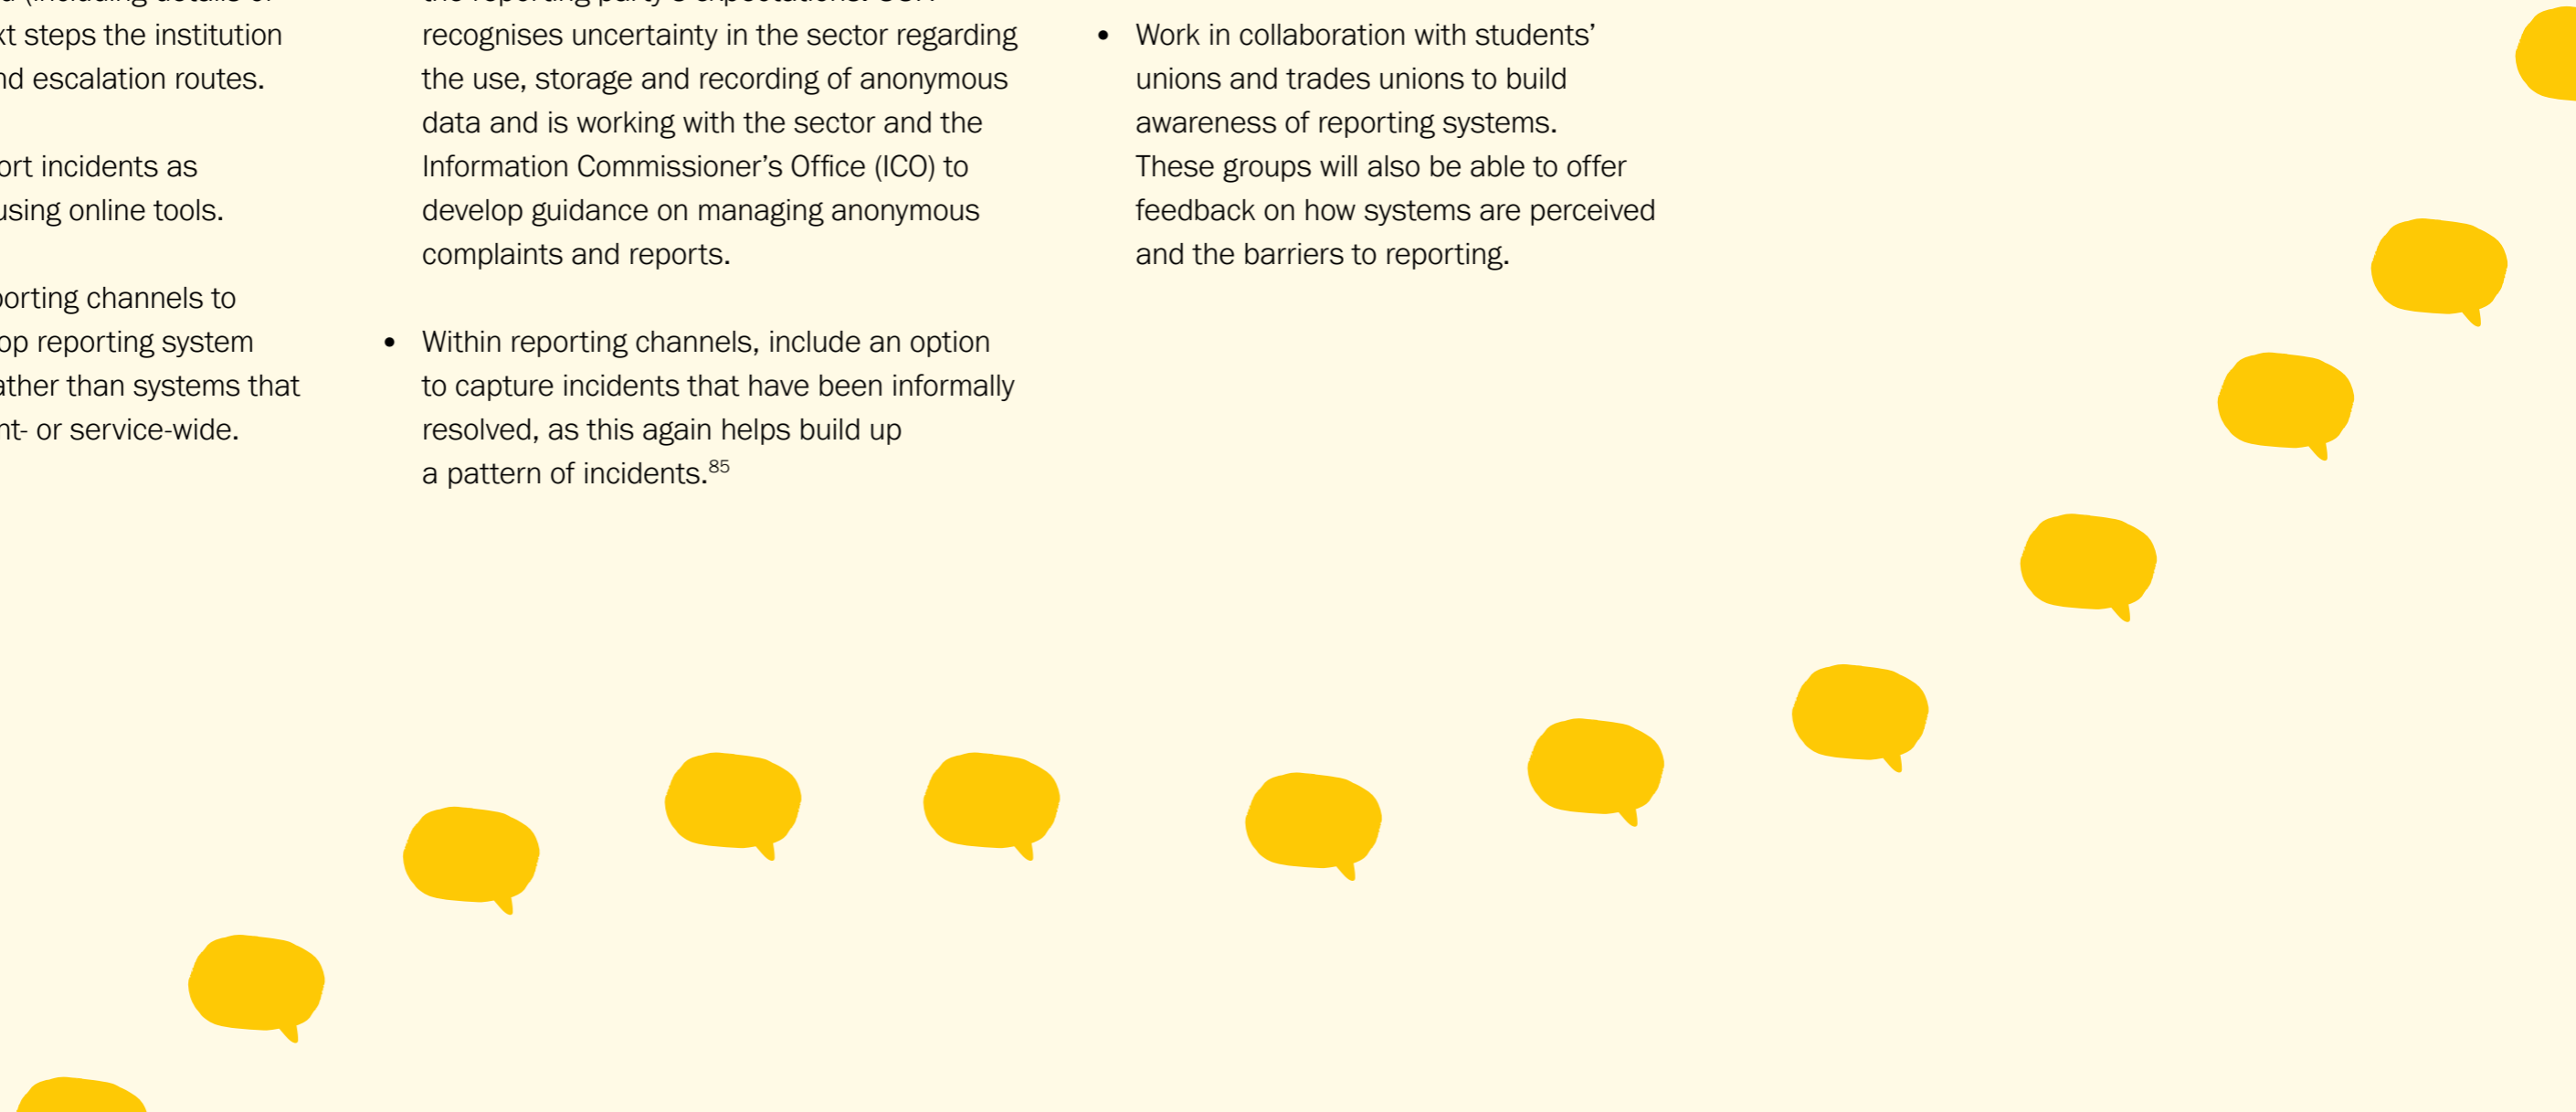 xt steps the institution
nd escalation routes.
ort incidents as
using online tools.
porting channels to
op reporting system
ather than systems that
nt- or service-wide.
recognises uncertainty in the sector regarding
the use, storage and recording of anonymous
data and is working with the sector and the
Information Commissioner’s Office (ICO) to
develop guidance on managing anonymous
complaints and reports.
• Within reporting channels, include an option
to capture incidents that have been informally
resolved, as this again helps build up
a pattern of incidents.85
• Work in collaboration with students’
unions and trades unions to build
awareness of reporting systems.
These groups will also be able to offer
feedback on how systems are perceived
and the barriers to reporting.